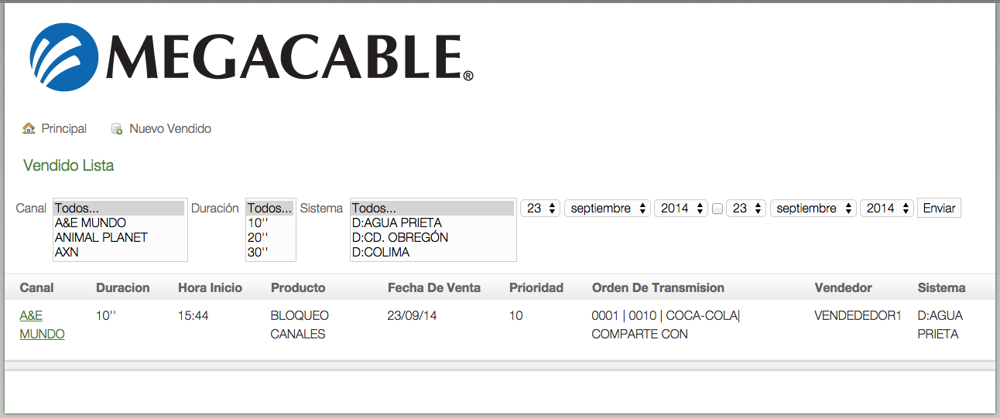 MEGACABLE®
Principal Nuevo Vendido
Vendido Lista
Canal Todos... Duración Todos... Sistema Todos... 23 septiembre 2014 23 septiembre 2014 Enviar
A&E MUNDO 10'' D:AGUA PRIETA
ANIMAL PLANET 20'' D:CD. OBREGÓN
AXN 30'' D:COLIMA
Canal Duracion Hora Inicio Producto Fecha De Venta Prioridad Orden De Transmision Vendedor Sistema
A&E 10'' 15:44 BLOQUEO 23/09/14 10 0001 | 0010 | COCA-COLA| VENDEDEDOR1 D:AGUA
MUNDO CANALES COMPARTE CON PRIETA